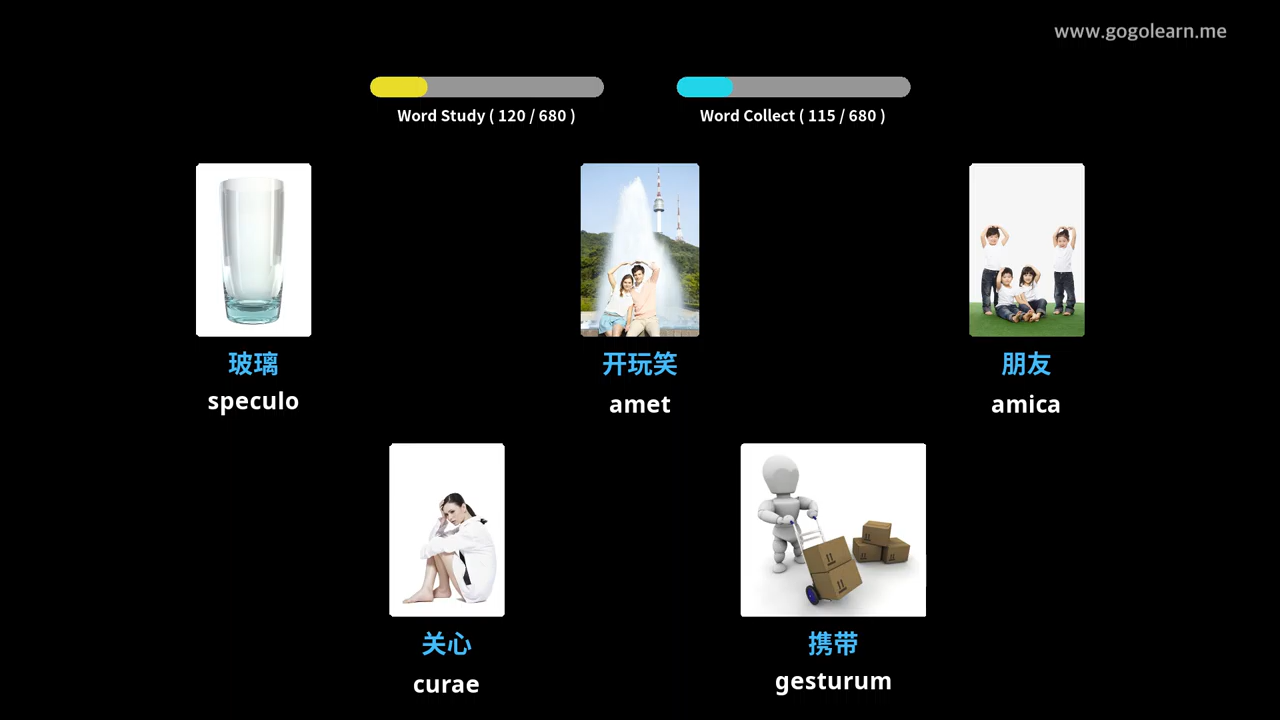 www.gogolearn.me
Word Study ( 120 / 680 )
Word Collect ( 115 / 680 )
玻璃
speculo
开玩笑
amet
朋友
amica
关心
curae
携带
gesturum